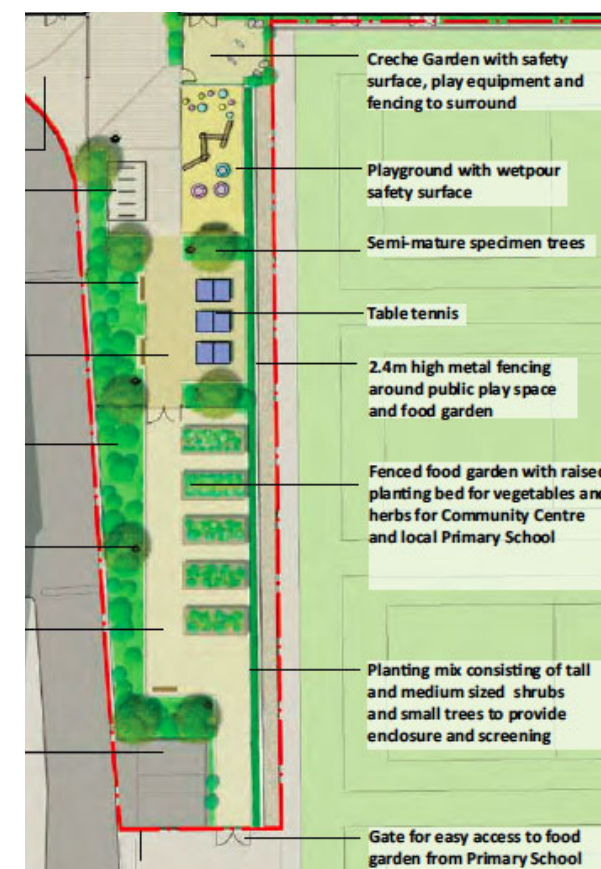 Creche Garden with safety
surface, play equipment and
fencing to surround
Playground with wetpour
safety surface
Semi-mature specimen trees
Table tennis
2.4m high metal fencing
around public play space
and food garden
Fenced food garden with raised
planting bed for vegetables and
herbs for Community Centre
and local Primary School
Planting mix consisting of tall
and medium sized shrubs
and small trees to provide
enclosure and screening
Gate for easy access to food
garden from Primary School